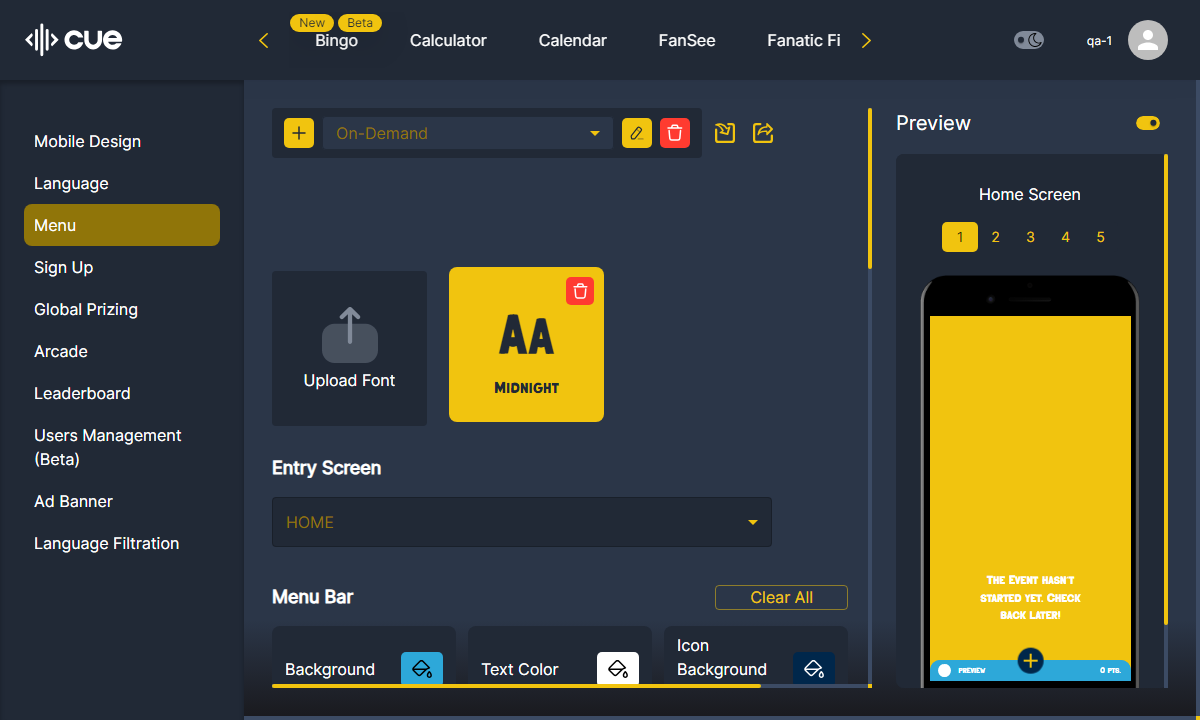 cue
New
Beta
Bingo
Calculator
Calendar
FanSee
Fanatic Fi
qa-1
Mobile Design
Language
Menu
Sign Up
Global Prizing
Arcade
Leaderboard
Users Management
(Beta)
Ad Banner
Language Filtration
On-Demand
Upload Font
AA
Midnight
Entry Screen
HOME
Menu Bar
Clear All
Background
Text Color
Icon
Background
Preview
Home Screen
1 2 3 4 5
The Event hasn't
started yet. Check
back later!
PREVIEW
0 PTS.